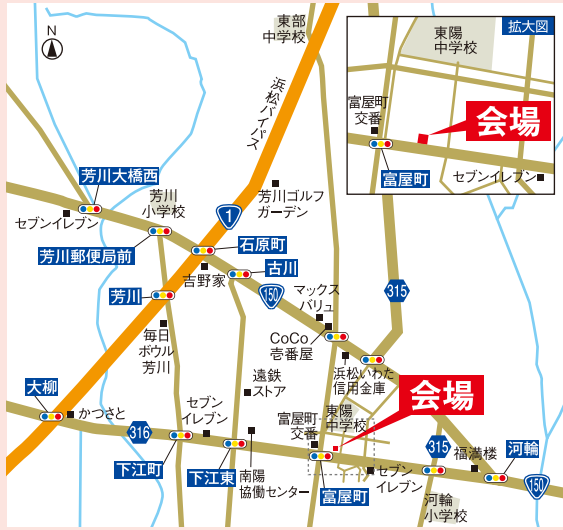 N
東部
中学校
浜松バイパス
拡大図
東陽
中学校
富屋町
交番
会場
富屋町
セブンイレブン
芳川大橋西
セブンイレブン
芳川
小学校
芳川郵便局前
1
芳川ゴルフ
ガーデン
石原町
古川
吉野家
150
芳川
マックス
バリュ
315
毎日
ボウル
芳川
CoCo
壱番屋
浜松いわた
信用金庫
大柳
かつさと
遠鉄
ストア
会場
316
セブン
イレブン
富屋町
交番
東陽
中学校
315
福満楼
河輪
下江町
下江東
南陽
協働センター
富屋町
セブン
イレブン
河輪
小学校
150